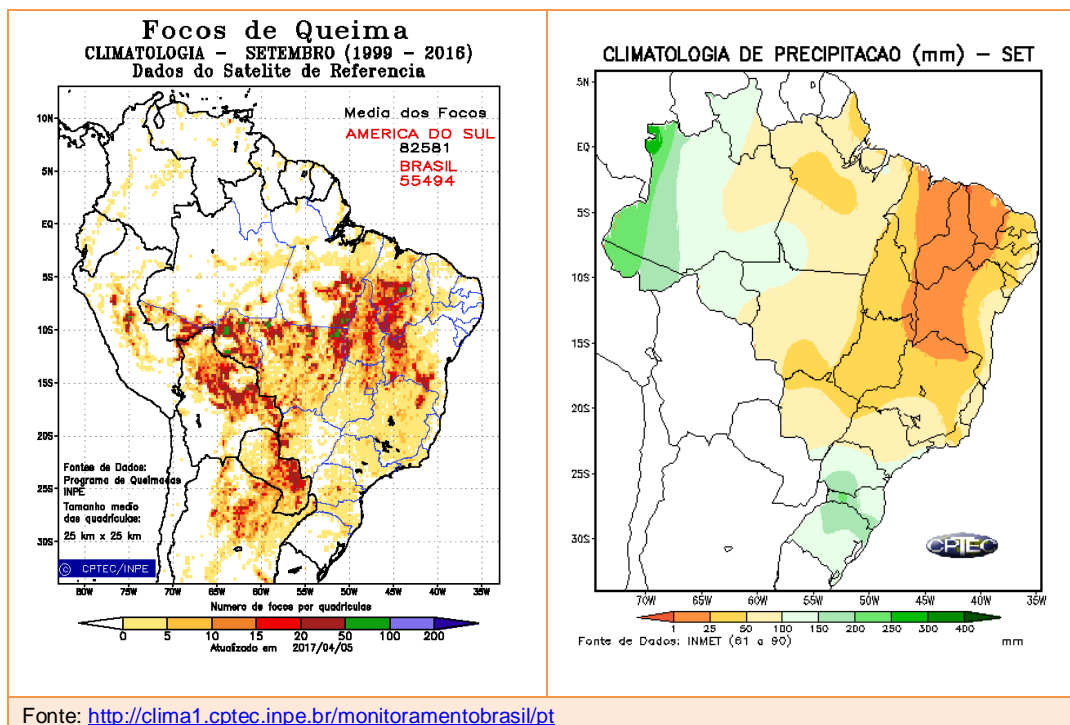 Focos de Queima
CLIMATOLOGIA - SETEMBRO (1999 - 2016)
Dados do Satelite de Referencia
Media dos Focos
AMERICA DO SUL
82581
BRASIL
55494
10N
5N
EQ
5S
10S
15S
20S
25S
30S
Fontes de Dados:
Programa de Queimadas
INPE
Tamanho medio
das quadriculas:
25 km x 25 km
© CPTEC/INPE
80W 75W 70W 65W 60W 55W 50W 45W 40W 35W
Numero de focos por quadriculas
0 5 10 15 20 50 100 200
Atualizado em 2017/04/05
CLIMATOLOGIA DE PRECIPITACAO (mm) - SET
5N
EQ
5S
10S
15S
20S
25S
30S
CPTEC
70W 65W 60W 55W 50W 45W 40W 35W
1 25 50 100 150 200 250 300 400
Fonte de Dados: INMET (61 a 90) mm
Fonte: http://clima1.cptec.inpe.br/monitoramentobrasil/pt